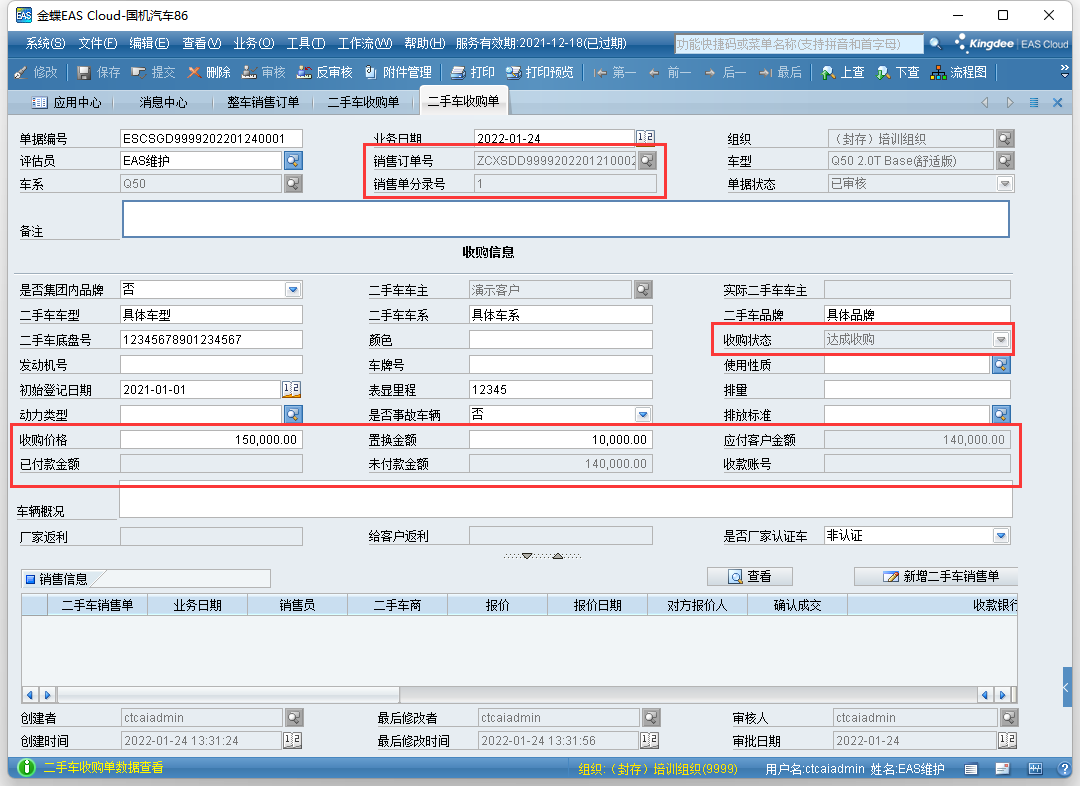 金蝶EAS Cloud-国机汽车86
系统(S) 文件(F) 编辑(E) 查看(V) 业务(O) 工具(T) 工作流(W) 帮助(H) 服务有效期:2021-12-18(已过期) 功能快捷码或菜单名称(支持拼音和首字母) Kingdee EAS Cloud
修改 保存 提交 删除 审核 反审核 附件管理 打印 打印预览 第一 前一 后一 最后 上查 下查 流程图
应用中心 消息中心 整车销售订单 二手车收购单 二手车收购单
单据编号 ESCSGD9999202201240001 业务日期 2022-01-24 组织 （封存）培训组织
评估员 EAS维护 销售订单号 ZCXSDD9999202201210002 车型 Q50 2.0T Base(舒适版)
车系 Q50 销售单分录号 1 单据状态 已审核
备注
收购信息
是否集团内品牌 否 二手车车主 演示客户 实际二手车车主
二手车车型 具体车型 二手车车系 具体车系 二手车品牌 具体品牌
二手车底盘号 12345678901234567 颜色 收购状态 达成收购
发动机号 车牌号 使用性质
初始登记日期 2021-01-01 表显里程 12345 排量
动力类型 是否事故车辆 否 排放标准
收购价格 150,000.00 置换金额 10,000.00 应付客户金额 140,000.00
已付款金额 未付款金额 140,000.00 收款账号
车辆概况
厂家返利 给客户返利 是否厂家认证车 非认证
销售信息 查看 新增二手车销售单
二手车销售单 业务日期 销售员 二手车商 报价 报价日期 对方报价人 确认成交 收款银行
创建者 ctcaiadmin 最后修改者 ctcaiadmin 审核人 ctcaiadmin
创建时间 2022-01-24 13:31:24 最后修改时间 2022-01-24 13:31:56 审批日期 2022-01-24
二手车收购单数据查看 组织:（封存）培训组织(9999) 用户名:ctcaiadmin 姓名:EAS维护